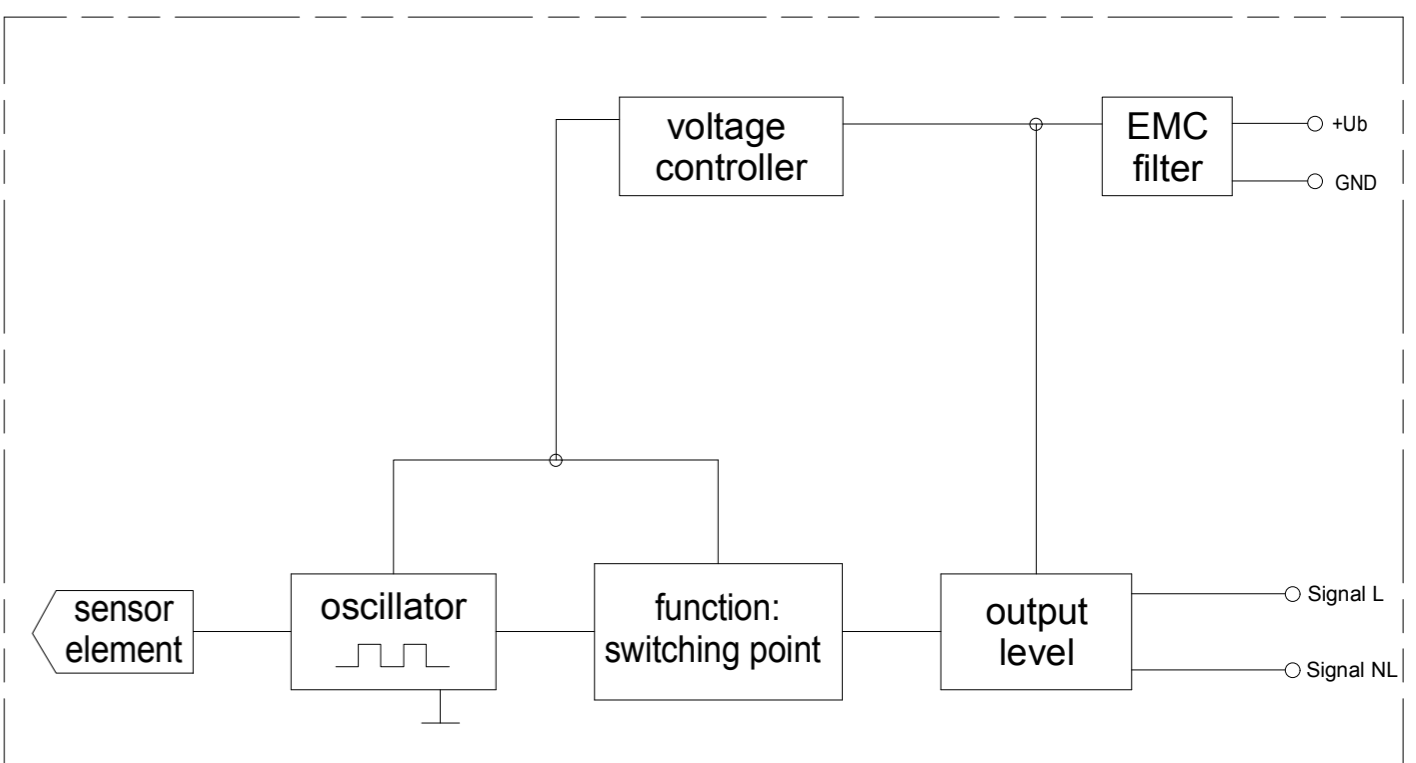 voltage
controller
EMC
filter
+Ub
GND
sensor
element
oscillator
function:
switching point
output
level
Signal L
Signal NL